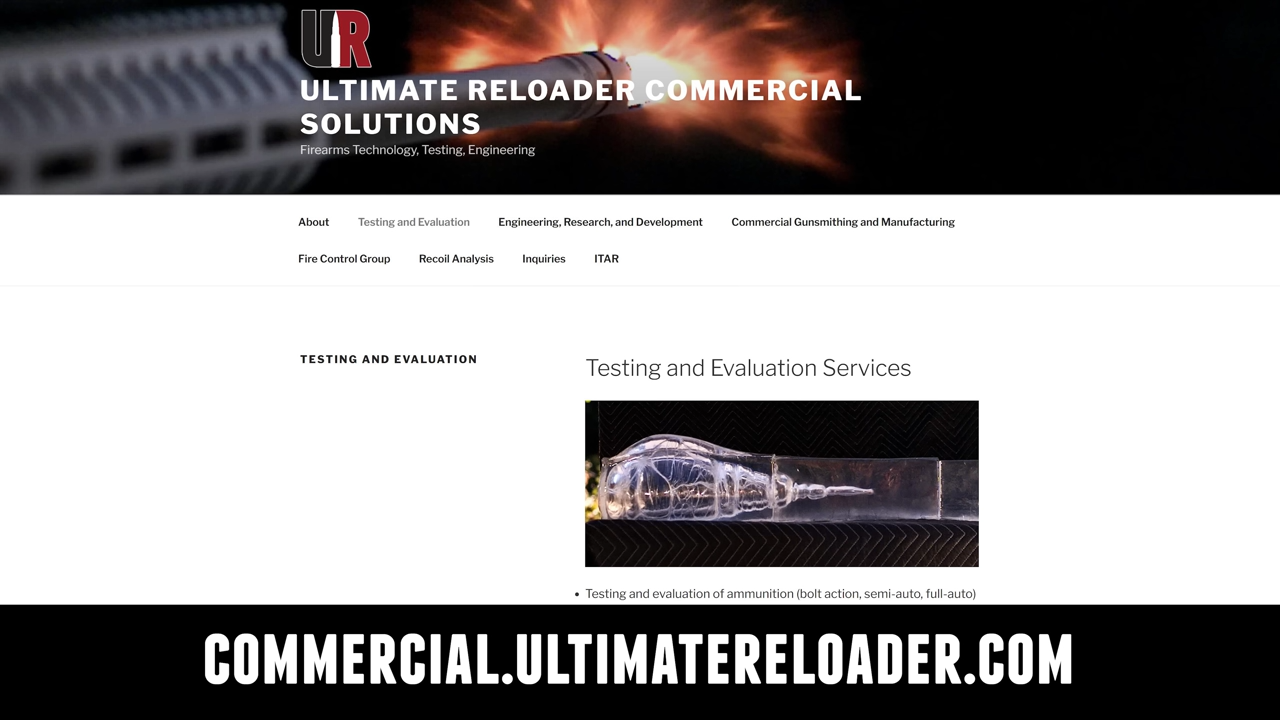 UR
ULTIMATE RELOADER COMMERCIAL
SOLUTIONS
Firearms Technology, Testing, Engineering
About Testing and Evaluation Engineering, Research, and Development Commercial Gunsmithing and Manufacturing
Fire Control Group Recoil Analysis Inquiries ITAR
TESTING AND EVALUATION
Testing and Evaluation Services
• Testing and evaluation of ammunition (bolt action, semi-auto, full-auto)
COMMERCIAL.ULTIMATERELOADER.COM